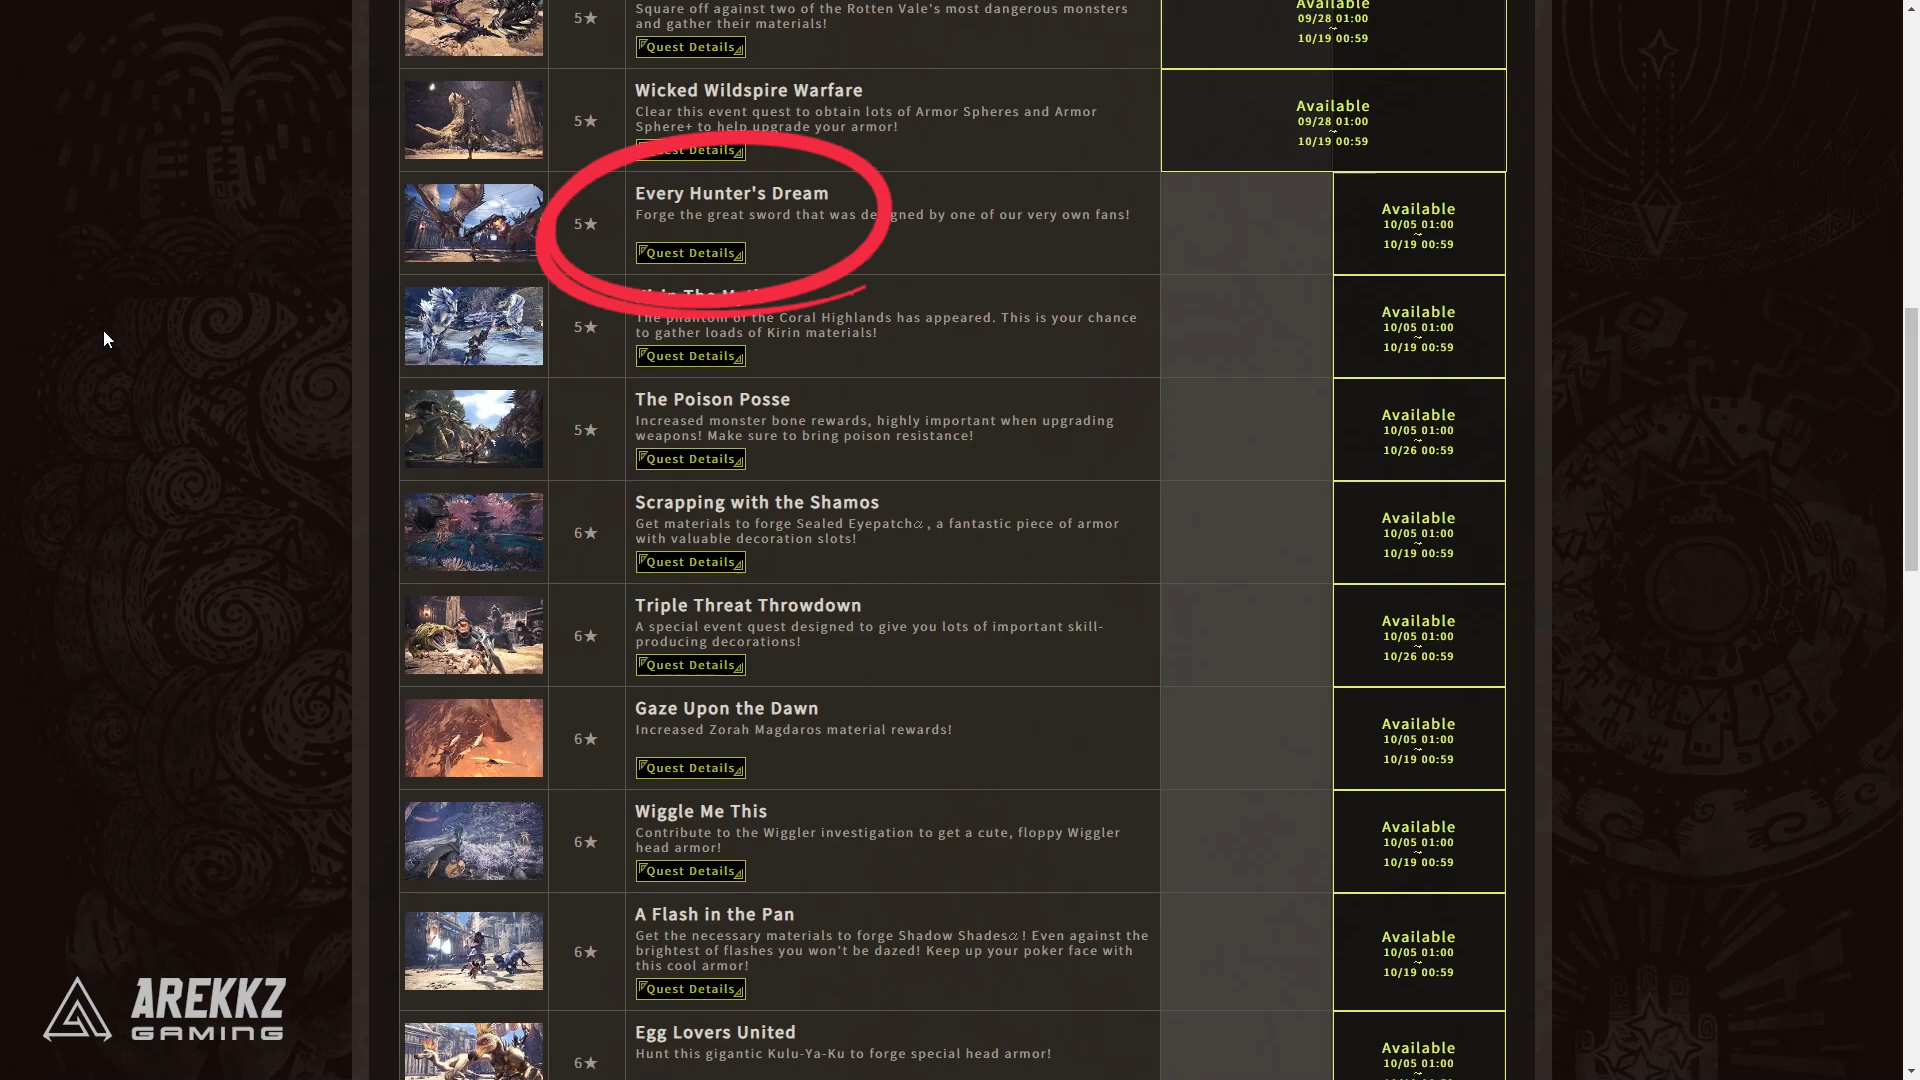 Square off against two of the Rotten Vale's most dangerous monsters
and gather their materials!
5★
Quest Details
Available
09/28 01:00
~
10/19 00:59
Wicked Wildspire Warfare
Clear this event quest to obtain lots of Armor Spheres and Armor
Sphere+ to help upgrade your armor!
5★
Quest Details
Available
09/28 01:00
~
10/19 00:59
Every Hunter's Dream
Forge the great sword that was designed by one of our very own fans!
5★
Quest Details
Available
10/05 01:00
~
10/19 00:59
The phantom of the Coral Highlands has appeared. This is your chance
to gather loads of Kirin materials!
5★
Quest Details
Available
10/05 01:00
~
10/19 00:59
The Poison Posse
Increased monster bone rewards, highly important when upgrading
weapons! Make sure to bring poison resistance!
5★
Quest Details
Available
10/05 01:00
~
10/26 00:59
Scrapping with the Shamos
Get materials to forge Sealed Eyepatchα, a fantastic piece of armor
with valuable decoration slots!
6★
Quest Details
Available
10/05 01:00
~
10/19 00:59
Triple Threat Throwdown
A special event quest designed to give you lots of important skill-
producing decorations!
6★
Quest Details
Available
10/05 01:00
~
10/26 00:59
Gaze Upon the Dawn
Increased Zorah Magdaros material rewards!
6★
Quest Details
Available
10/05 01:00
~
10/19 00:59
Wiggle Me This
Contribute to the Wiggler investigation to get a cute, floppy Wiggler
head armor!
6★
Quest Details
Available
10/05 01:00
~
10/19 00:59
A Flash in the Pan
Get the necessary materials to forge Shadow Shadesα! Even against the
brightest of flashes you won't be dazed! Keep up your poker face with
this cool armor!
6★
Quest Details
Available
10/05 01:00
~
10/19 00:59
Egg Lovers United
Hunt this gigantic Kulu-Ya-Ku to forge special head armor!
6★
Available
10/05 01:00
AREKKZ
GAMING